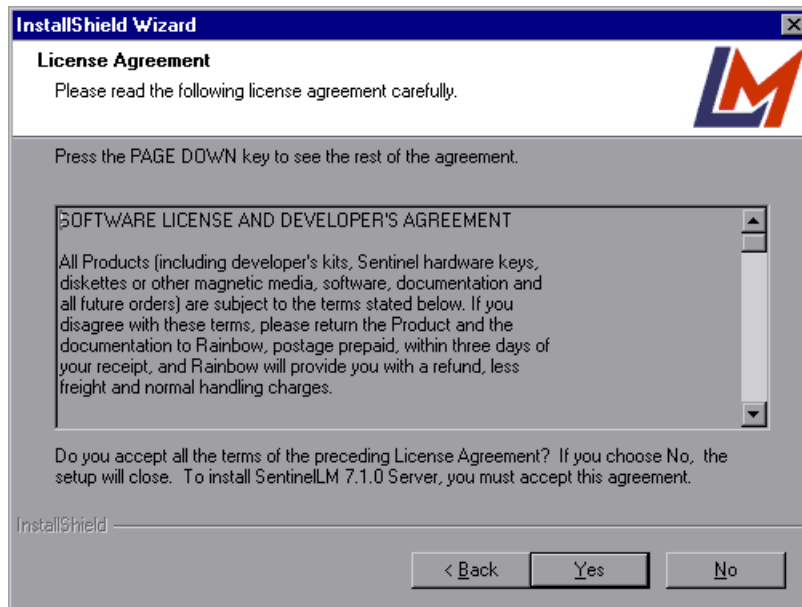 InstallShield Wizard
License Agreement
Please read the following license agreement carefully.
LM
Press the PAGE DOWN key to see the rest of the agreement.
SOFTWARE LICENSE AND DEVELOPER'S AGREEMENT
All Products (including developer's kits, Sentinel hardware keys,
diskettes or other magnetic media, software, documentation and
all future orders) are subject to the terms stated below. If you
disagree with these terms, please return the Product and the
documentation to Rainbow, postage prepaid, within three days of
your receipt, and Rainbow will provide you with a refund, less
freight and normal handling charges.
Do you accept all the terms of the preceding License Agreement? If you choose No, the
setup will close. To install SentinelLM 7.1.0 Server, you must accept this agreement.
InstallShield
< Back
Yes
No